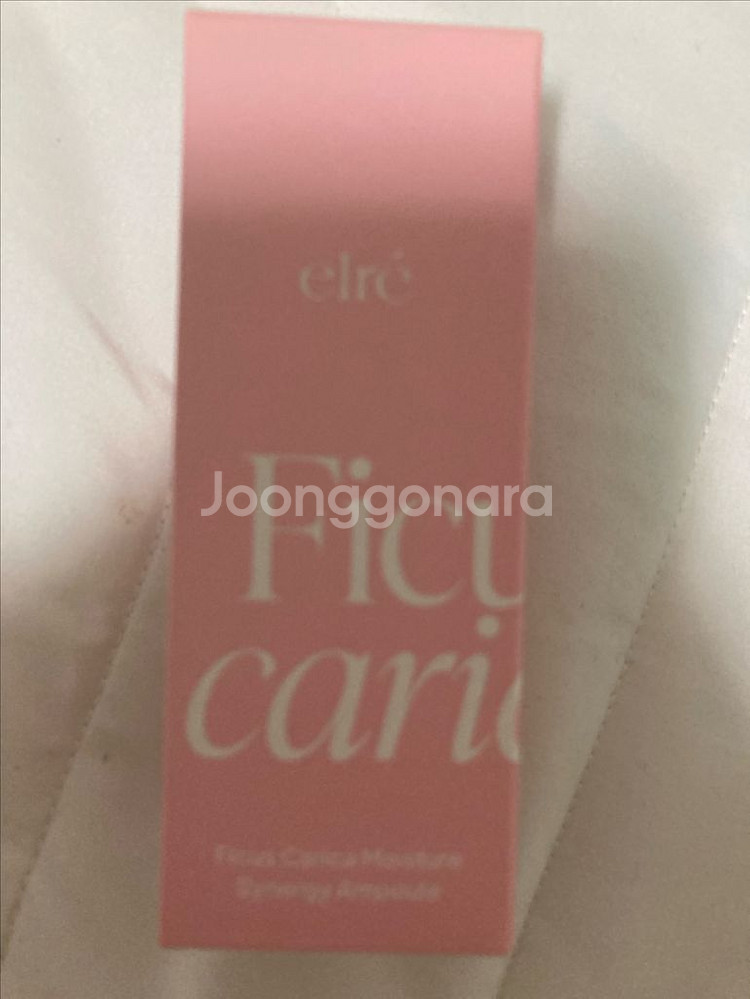 elré
Joonggonara
Ficu
caric
Ficus Carica Moisture
Synergy Ampoule